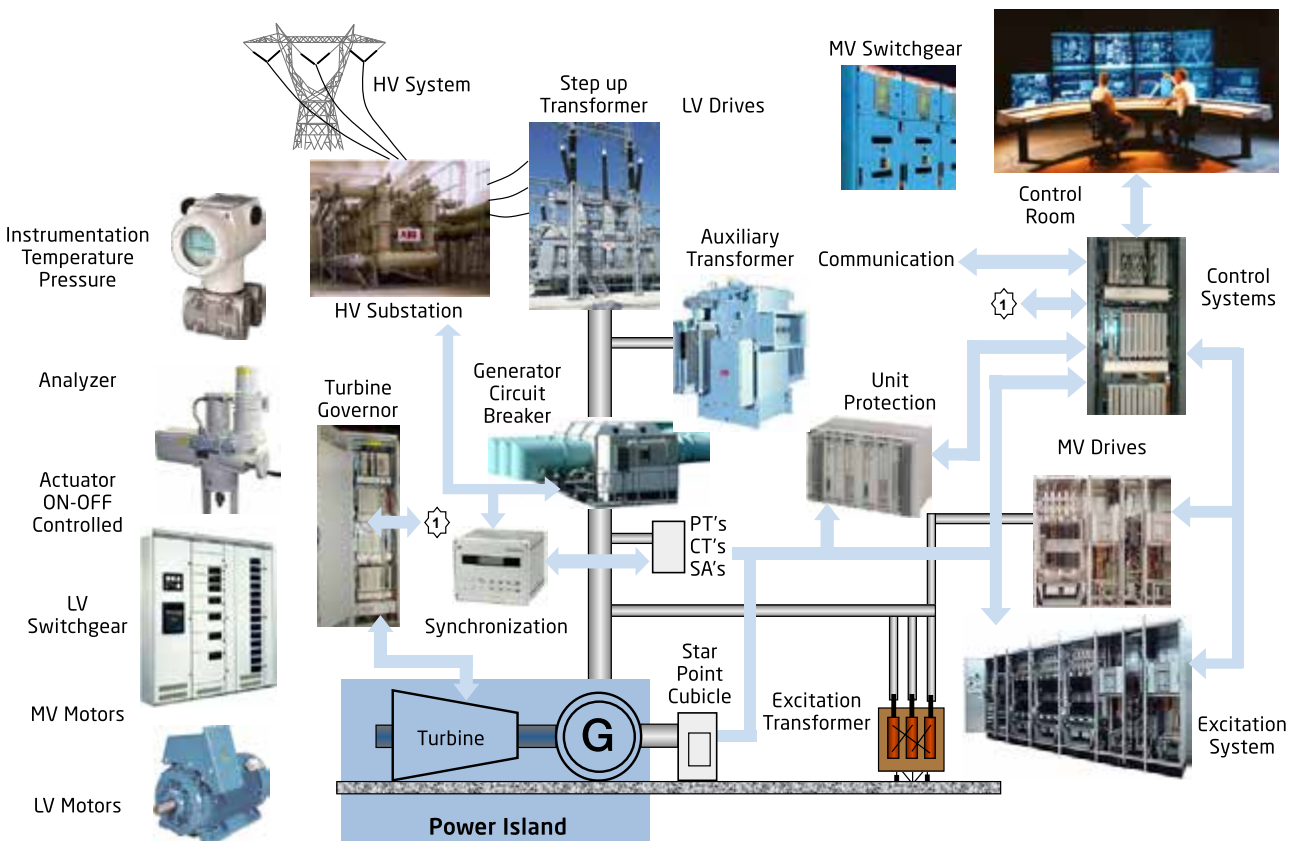 HV System
Step up
Transformer
LV Drives
MV Switchgear
Control
Room
Instrumentation
Temperature
Pressure
ABB
HV Substation
Auxiliary
Transformer
Communication
1
Control
Systems
Analyzer
Turbine
Governor
Generator
Circuit
Breaker
Unit
Protection
MV Drives
Actuator
ON-OFF
Controlled
1
PT's
CT's
SA's
LV
Switchgear
Synchronization
Star
Point
Cubicle
MV Motors
Turbine
G
Excitation
Transformer
Excitation
System
LV Motors
Power Island